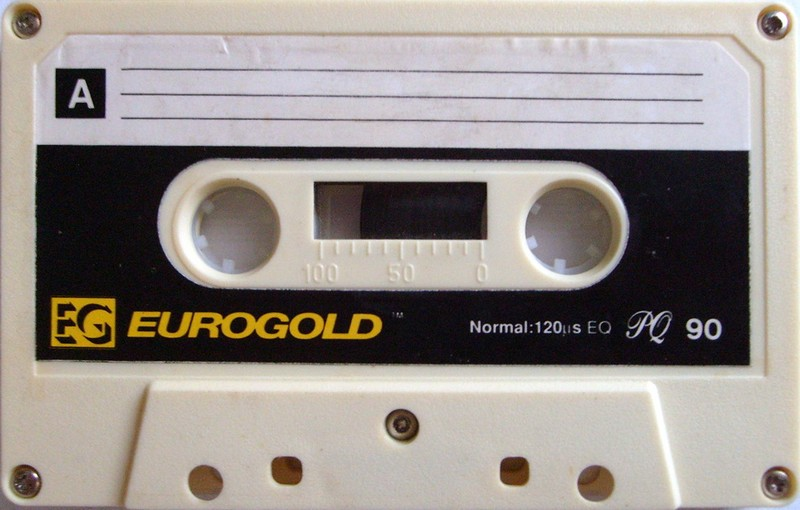 A
100 50 0
EG EUROGOLD™ Normal:120µs EQ PQ 90